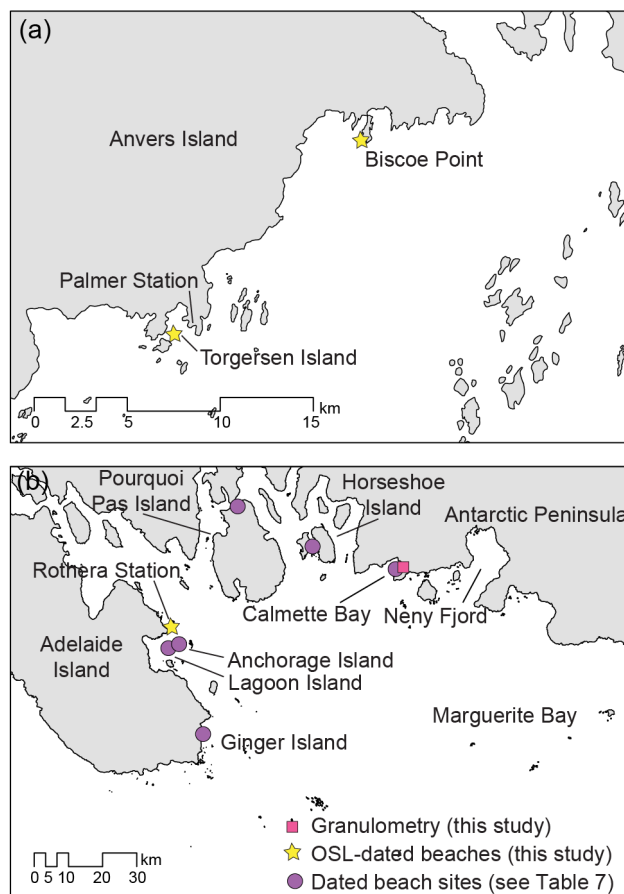 (a)
Anvers Island
Biscoe Point
Palmer Station
Torgersen Island
0 2.5 5 10 15 km
(b)
Pourquoi
Pas Island
Horseshoe
Island
Antarctic Peninsula
Rothera Station
Calmette Bay
Neny Fjord
Adelaide
Island
Anchorage Island
Lagoon Island
Marguerite Bay
Ginger Island
Granulometry (this study)
0 5 10 20 30 km
OSL-dated beaches (this study)
Dated beach sites (see Table 7)